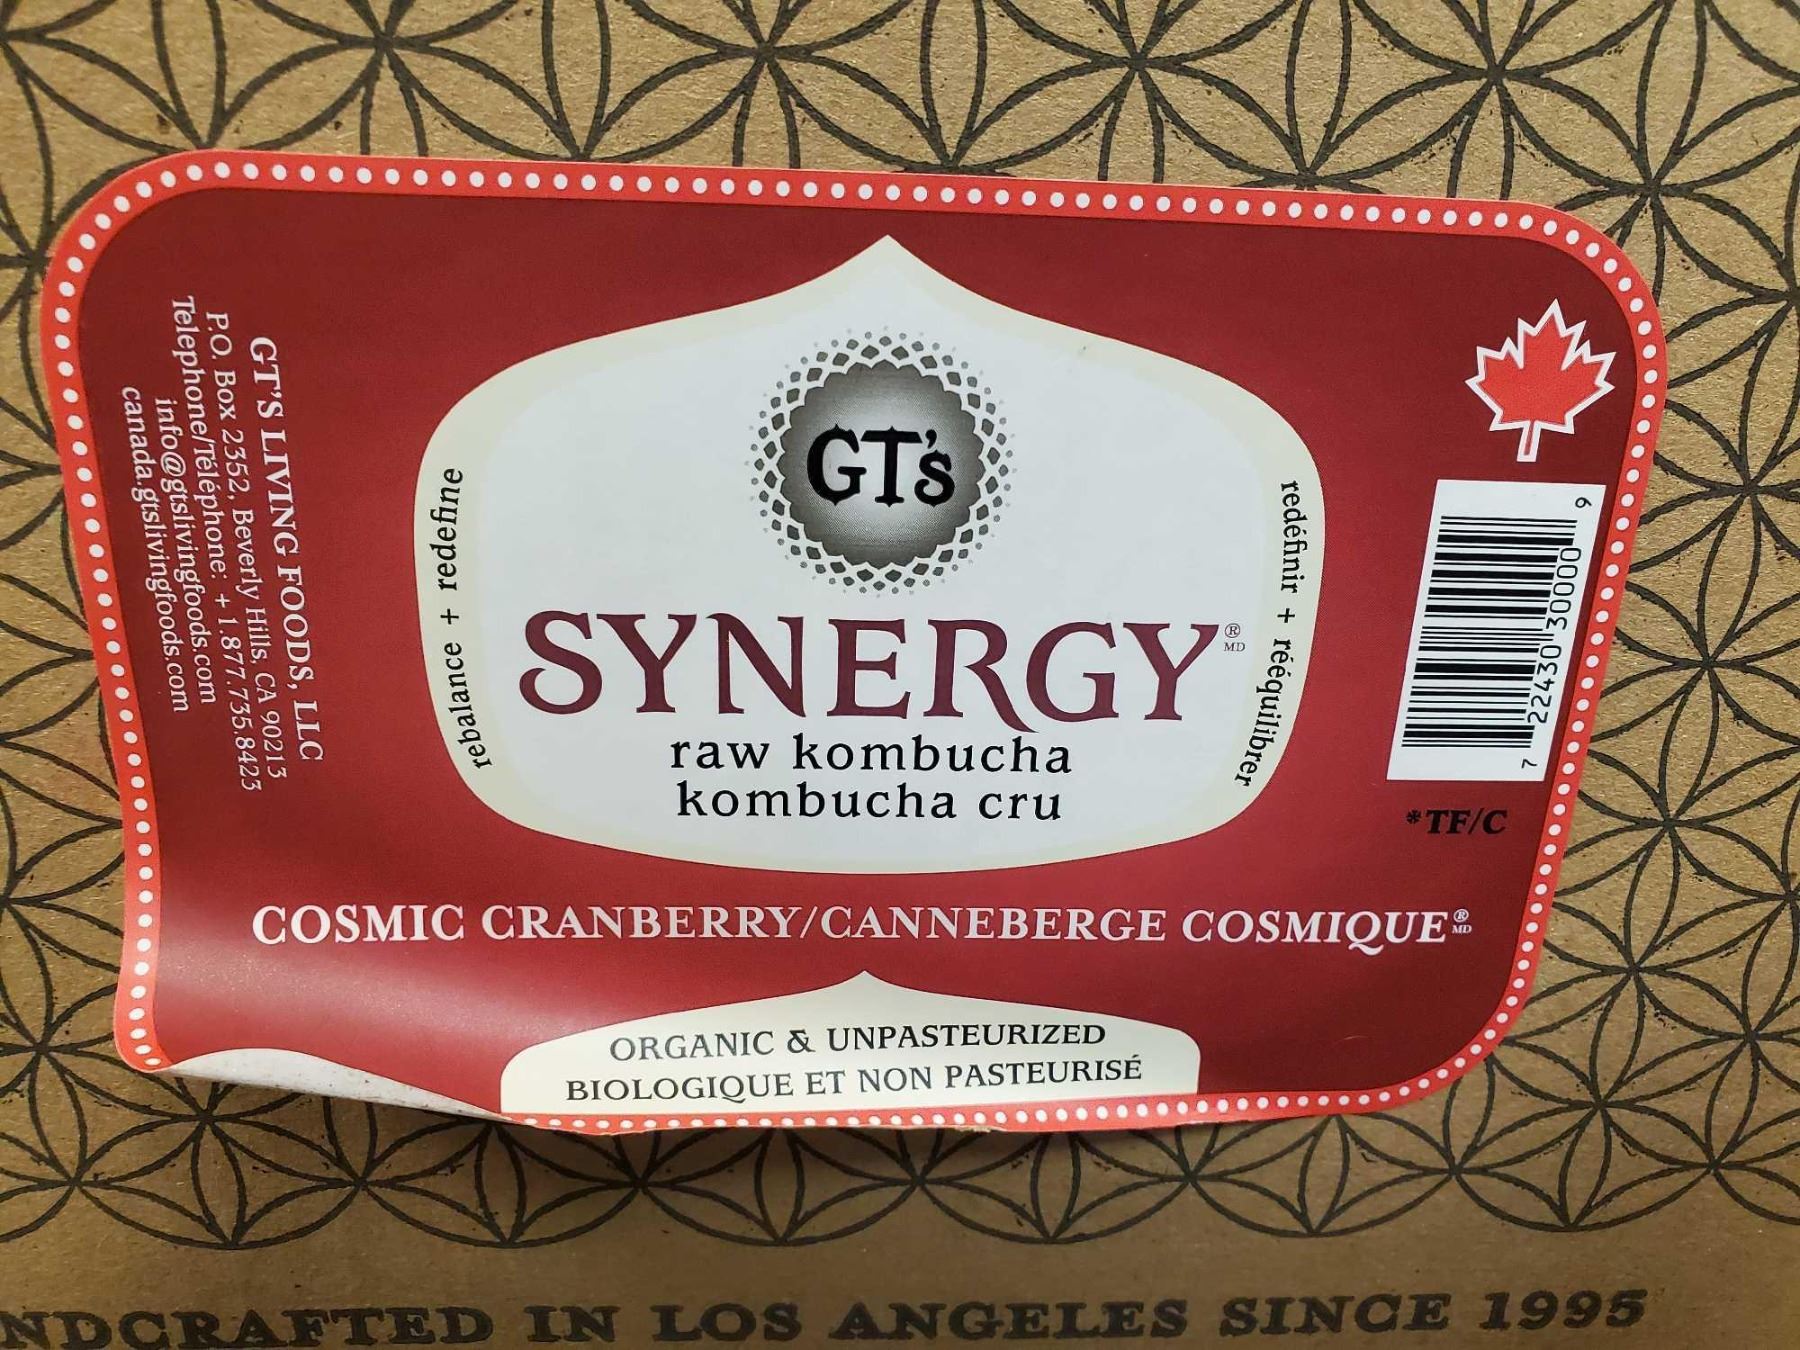 GT's
SYNERGY® MD
raw kombucha
kombucha cru
rebalance + redefine
redéfinir + rééquilibrer
COSMIC CRANBERRY/CANNEBERGE COSMIQUE® MD
ORGANIC & UNPASTEURIZED
BIOLOGIQUE ET NON PASTEURISÉ
GT'S LIVING FOODS, LLC
P.O. Box 2352, Beverly Hills, CA 90213
Telephone/Téléphone: +1.877.735.8423
info@gtslivingfoods.com
canada.gtslivingfoods.com
7 22430 30000 9
*TF/C
NDCRAFTED IN LOS ANGELES SINCE 1995